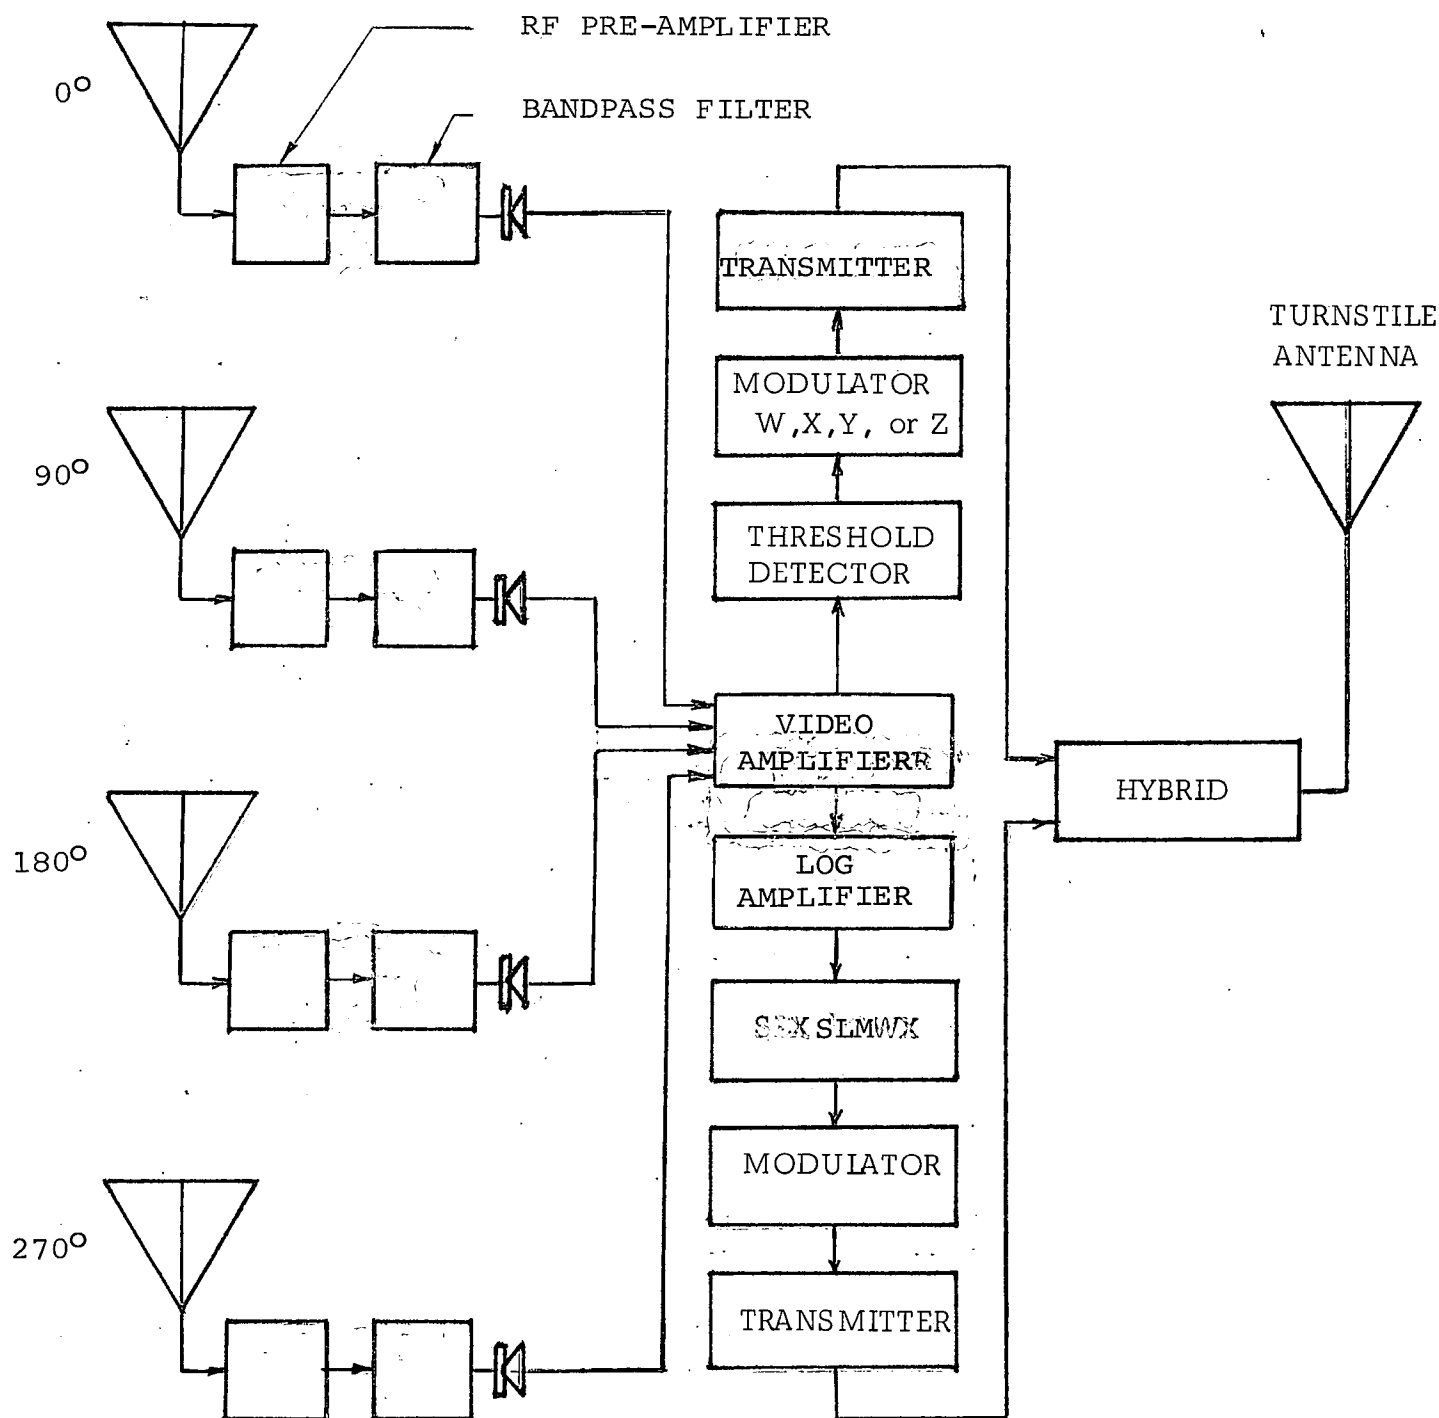 RF PRE-AMPLIFIER
0°
BANDPASS FILTER
TRANSMITTER
TURNSTILE
ANTENNA
MODULATOR
W,X,Y, or Z
90°
THRESHOLD
DETECTOR
VIDEO
AMPLIFIERR
HYBRID
180°
LOG
AMPLIFIER
MODULATOR
270°
TRANSMITTER